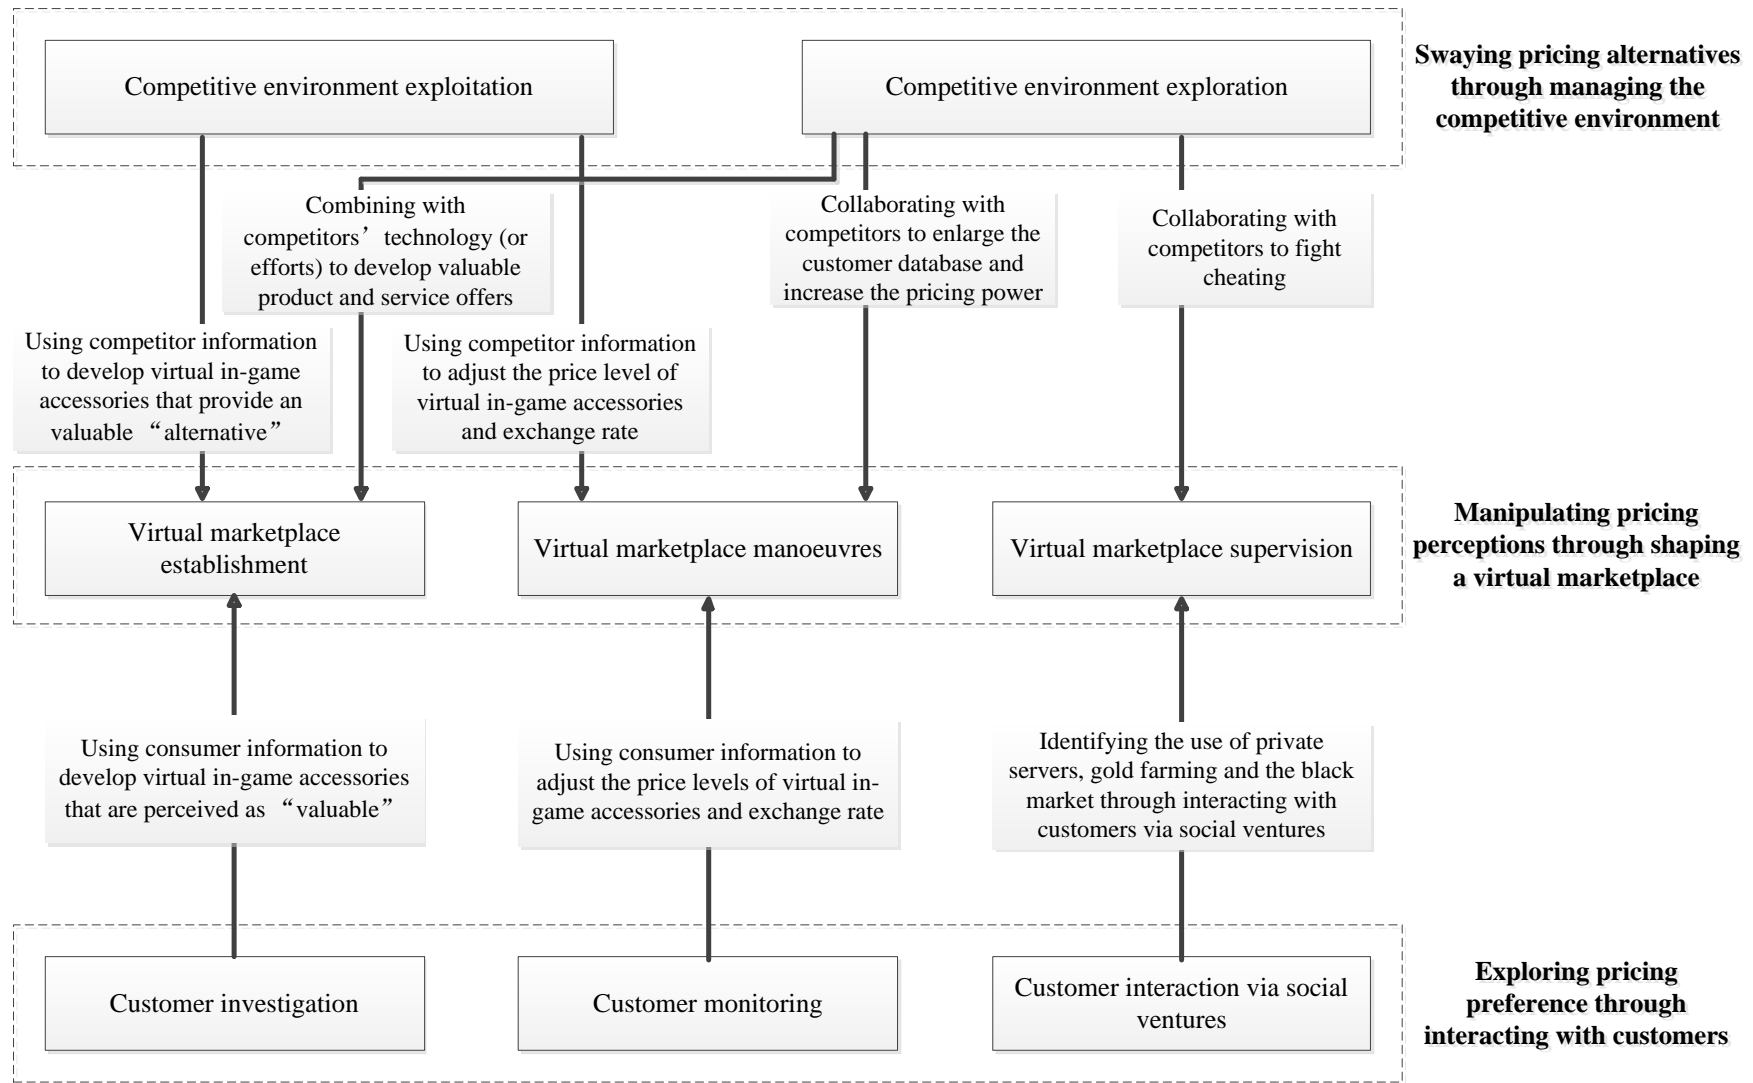 Competitive environment exploitation
Competitive environment exploration
Swaying pricing alternatives
through managing the
competitive environment
Combining with
competitors’ technology (or
efforts) to develop valuable
product and service offers
Collaborating with
competitors to enlarge the
customer database and
increase the pricing power
Collaborating with
competitors to fight
cheating
Using competitor information
to develop virtual in-game
accessories that provide an
valuable “alternative”
Using competitor information
to adjust the price level of
virtual in-game accessories
and exchange rate
Virtual marketplace
establishment
Virtual marketplace manoeuvres
Virtual marketplace supervision
Manipulating pricing
perceptions through shaping
a virtual marketplace
Using consumer information to
develop virtual in-game accessories
that are perceived as “valuable”
Using consumer information to
adjust the price levels of virtual in-
game accessories and exchange rate
Identifying the use of private
servers, gold farming and the black
market through interacting with
customers via social ventures
Customer investigation
Customer monitoring
Customer interaction via social
ventures
Exploring pricing
preference through
interacting with customers